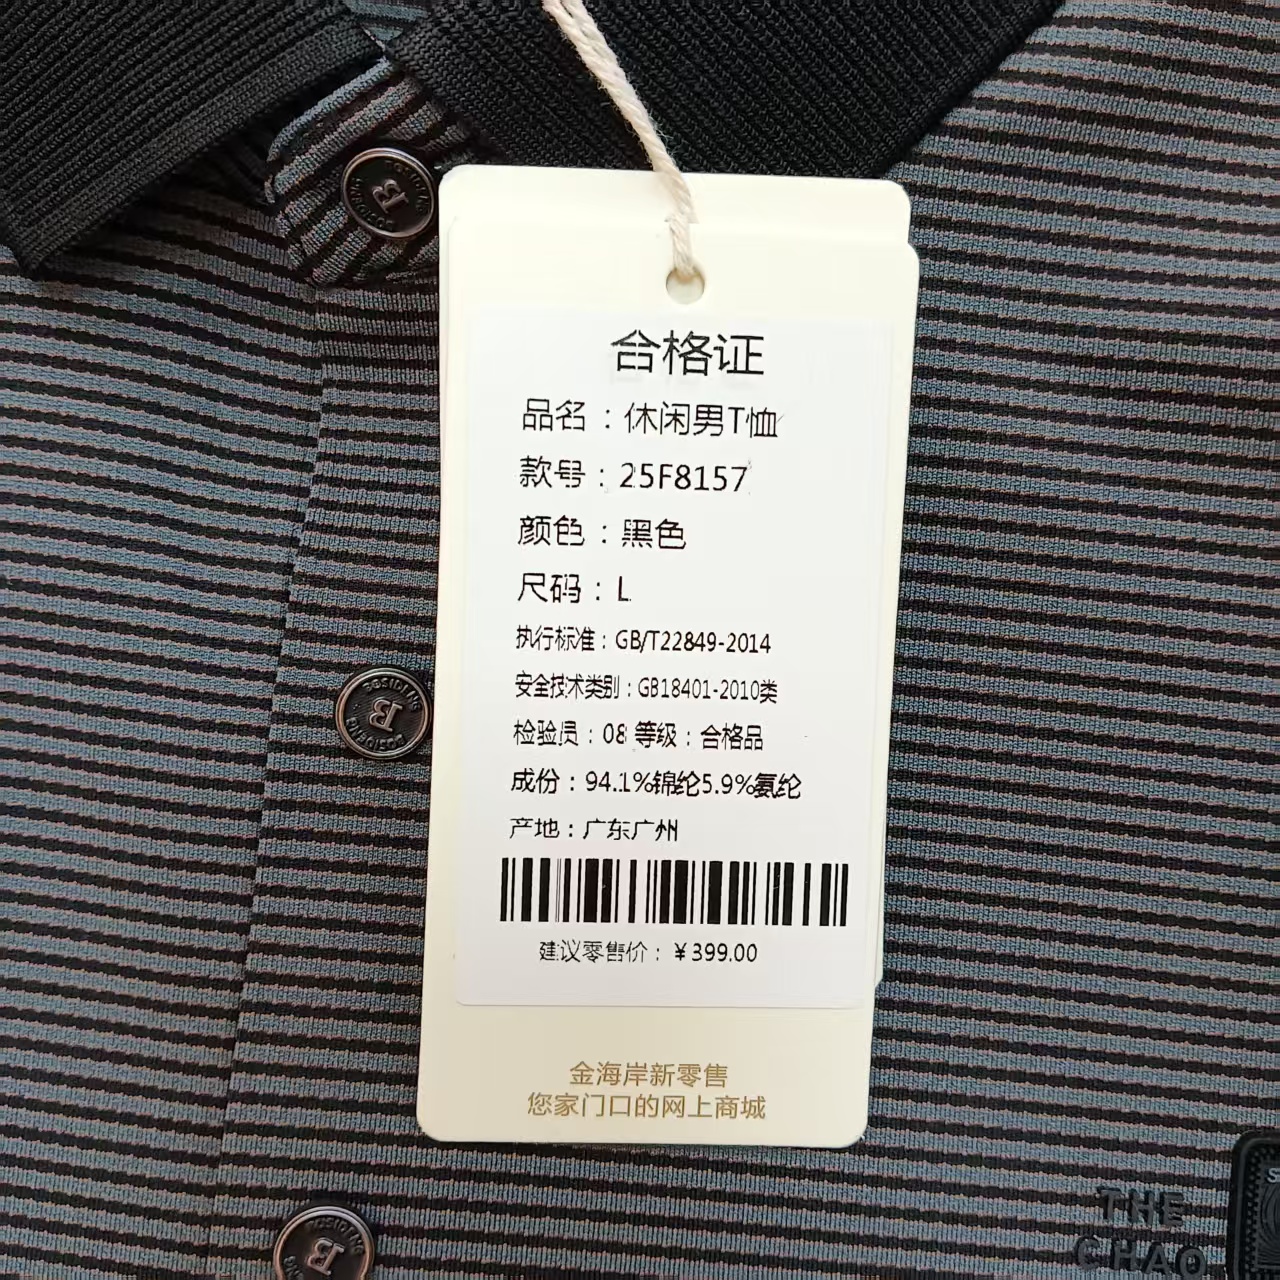 合格证
品名：休闲男T恤
款号：25F8157
颜色：黑色
尺码：L
执行标准：GB/T22849-2014
安全技术类别：GB18401-2010类
检验员：08 等级：合格品
成份：94.1%锦纶5.9%氨纶
产地：广东广州
建议零售价：￥399.00
金海岸新零售
您家门口的网上商城
B
BOSIDENG
B
BOSIDENG
B
THE
CHAO